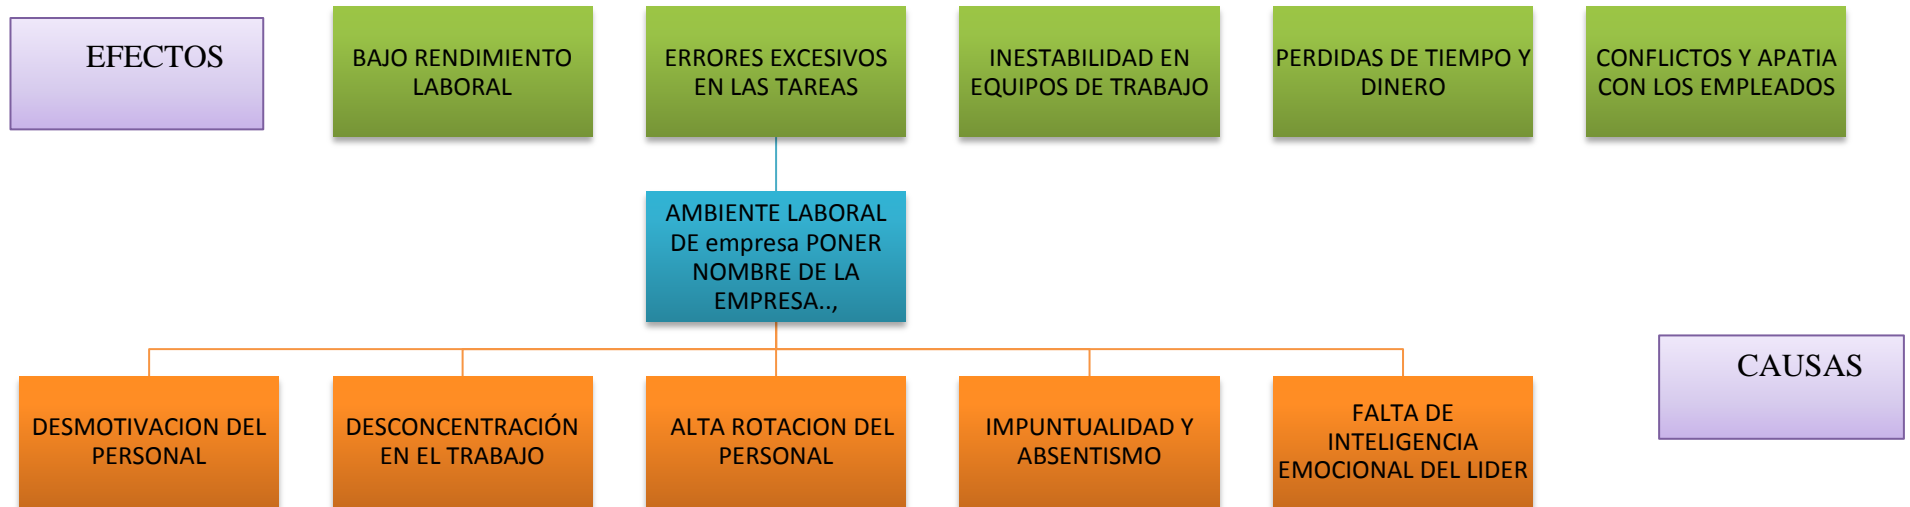 EFECTOS
BAJO RENDIMIENTO
LABORAL
ERRORES EXCESIVOS
EN LAS TAREAS
INESTABILIDAD EN
EQUIPOS DE TRABAJO
PERDIDAS DE TIEMPO Y
DINERO
CONFLICTOS Y APATIA
CON LOS EMPLEADOS
AMBIENTE LABORAL
DE empresa PONER
NOMBRE DE LA
EMPRESA..,
CAUSAS
DESMOTIVACION DEL
PERSONAL
DESCONCENTRACIÓN
EN EL TRABAJO
ALTA ROTACION DEL
PERSONAL
IMPUNTUALIDAD Y
ABSENTISMO
FALTA DE
INTELIGENCIA
EMOCIONAL DEL LIDER